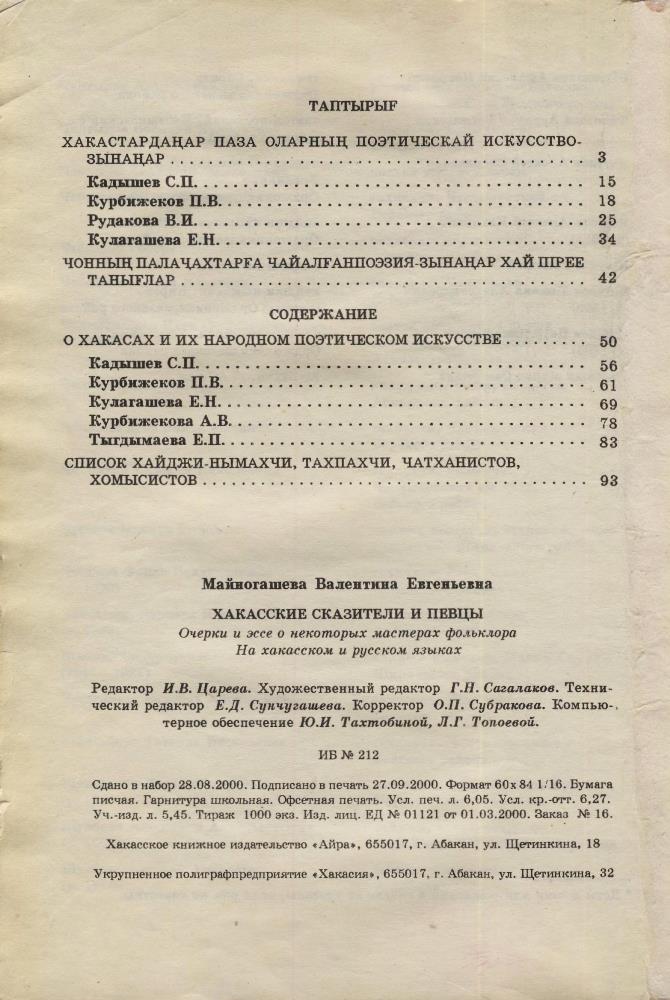 ТАПТЫРЫҒ
ХАКАСТАРДАҢАР ПАЗА ОЛАРНЫҢ ПОЭТИЧЕСКАЙ ИСКУССТВО-
ЗЫНАҢАР . . . . . . . . . . . . . . . . . . . . . . . . . . . . . . . . . . . . . . . . . . . . . . . 3
Кадышев С.П. . . . . . . . . . . . . . . . . . . . . . . . . . . . . . . . . . . . . . . . . . . . 15
Курбижеков П.В. . . . . . . . . . . . . . . . . . . . . . . . . . . . . . . . . . . . . . . . . 18
Рудакова В.И. . . . . . . . . . . . . . . . . . . . . . . . . . . . . . . . . . . . . . . . . . . . 25
Кулагашева Е.Н. . . . . . . . . . . . . . . . . . . . . . . . . . . . . . . . . . . . . . . . . 34
ЧОННЫҢ ПАЛАҶАХТАРҒА ЧАЙАЛҒАНПОЭЗИЯ-ЗЫНАҢАР ХАЙ ПІРЕЕ
ТАНЫҒЛАР . . . . . . . . . . . . . . . . . . . . . . . . . . . . . . . . . . . . . . . . . . . . . 42
СОДЕРЖАНИЕ
О ХАКАСАХ И ИХ НАРОДНОМ ПОЭТИЧЕСКОМ ИСКУССТВЕ . . . . . . . . . 50
Кадышев С.П. . . . . . . . . . . . . . . . . . . . . . . . . . . . . . . . . . . . . . . . . . . . 56
Курбижеков П.В. . . . . . . . . . . . . . . . . . . . . . . . . . . . . . . . . . . . . . . . . 61
Кулагашева Е.Н. . . . . . . . . . . . . . . . . . . . . . . . . . . . . . . . . . . . . . . . . 69
Курбижекова А.В. . . . . . . . . . . . . . . . . . . . . . . . . . . . . . . . . . . . . . . . 78
Тыгдымаева Е.П. . . . . . . . . . . . . . . . . . . . . . . . . . . . . . . . . . . . . . . . . 83
СПИСОК ХАЙДЖИ-НЫМАХЧИ, ТАХПАХЧИ, ЧАТХАНИСТОВ,
ХОМЫСИСТОВ . . . . . . . . . . . . . . . . . . . . . . . . . . . . . . . . . . . . . . . . . . 93
Майногашева Валентина Евгеньевна
ХАКАССКИЕ СКАЗИТЕЛИ И ПЕВЦЫ
Очерки и эссе о некоторых мастерах фольклора
На хакасском и русском языках
Редактор И.В. Царева. Художественный редактор Г.Н. Сагалаков. Техни-
ческий редактор Е.Д. Сунчугашева. Корректор О.П. Субракова. Компью-
терное обеспечение Ю.И. Тахтобиной, Л.Г. Топоевой.
ИБ № 212
Сдано в набор 28.08.2000. Подписано в печать 27.09.2000. Формат 60х84 1/16. Бумага
писчая. Гарнитура школьная. Офсетная печать. Усл. печ. л. 6,05. Усл. кр.-отт. 6,27.
Уч.-изд. л. 5,45. Тираж 1000 экз. Изд. лиц. ЕД № 01121 от 01.03.2000. Заказ № 16.
Хакасское книжное издательство «Айра», 655017, г. Абакан, ул. Щетинкина, 18
Укрупненное полиграфпредприятие «Хакасия», 655017, г. Абакан, ул. Щетинкина, 32